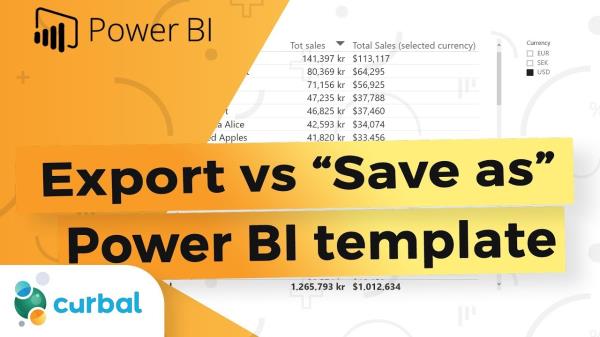 Power BI
Tot sales Total Sales (selected currency)
Currency
EUR
SEK
USD
141,397 kr $113,117
80,369 kr $64,295
71,156 kr $56,925
47,235 kr $37,788
46,825 kr $37,460
Alice 42,593 kr $34,074
Apples 41,820 kr $33,456
Export vs “Save as”
Power BI template
1,265,793 kr $1,012,634
curbal